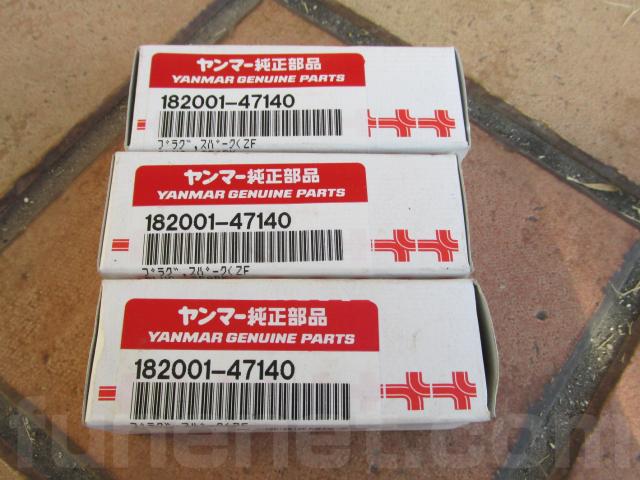 ヤンマー純正部品
YANMAR GENUINE PARTS
182001-47140
プラグ,スパーク(ZF
ヤンマー純正部品
YANMAR GENUINE PARTS
182001-47140
プラグ,スパーク(ZF
ヤンマー純正部品
YANMAR GENUINE PARTS
182001-47140
funenet.com